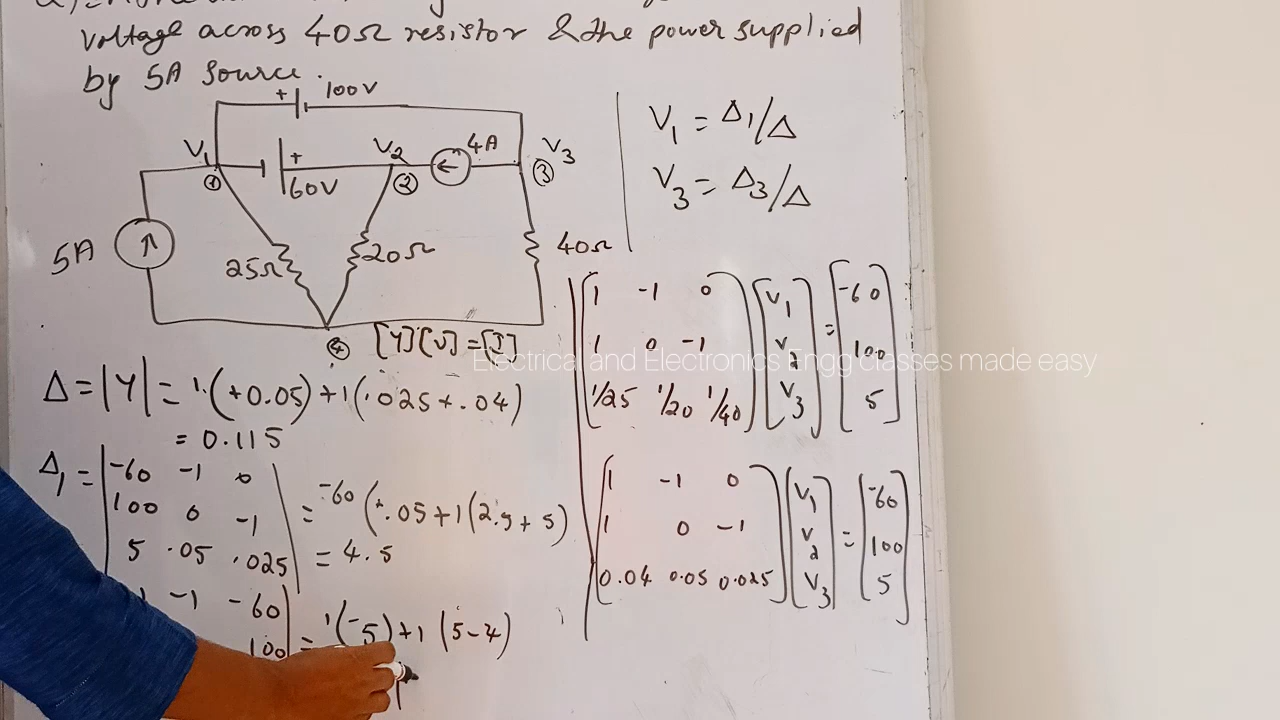 voltage across 40Ω resistor & the power supplied
by 5A source.
+ 100V
V1 + V2 4A V3
① 60V ② ③
5A 25Ω 20Ω 40Ω
④ [Y][V] = [I]
V1 = Δ1/Δ
V3 = Δ3/Δ
1 -1 0 V1 -60
1 0 -1 V2 = 100
1/25 1/20 1/40 V3 5
Electrical and Electronics Engg classes made easy
Δ = |Y| = 1.(+0.05) +1(.025+.04)
= 0.115
Δ1 = -60 -1 0
100 0 -1 = -60 (+.05+1(2.5+5)
5 .05 .025 = 4.5
-1 -60
100 = 1(-5)+1 (5-4)
1 -1 0 V1 -60
1 0 -1 V2 = 100
0.04 0.05 0.025 V3 5